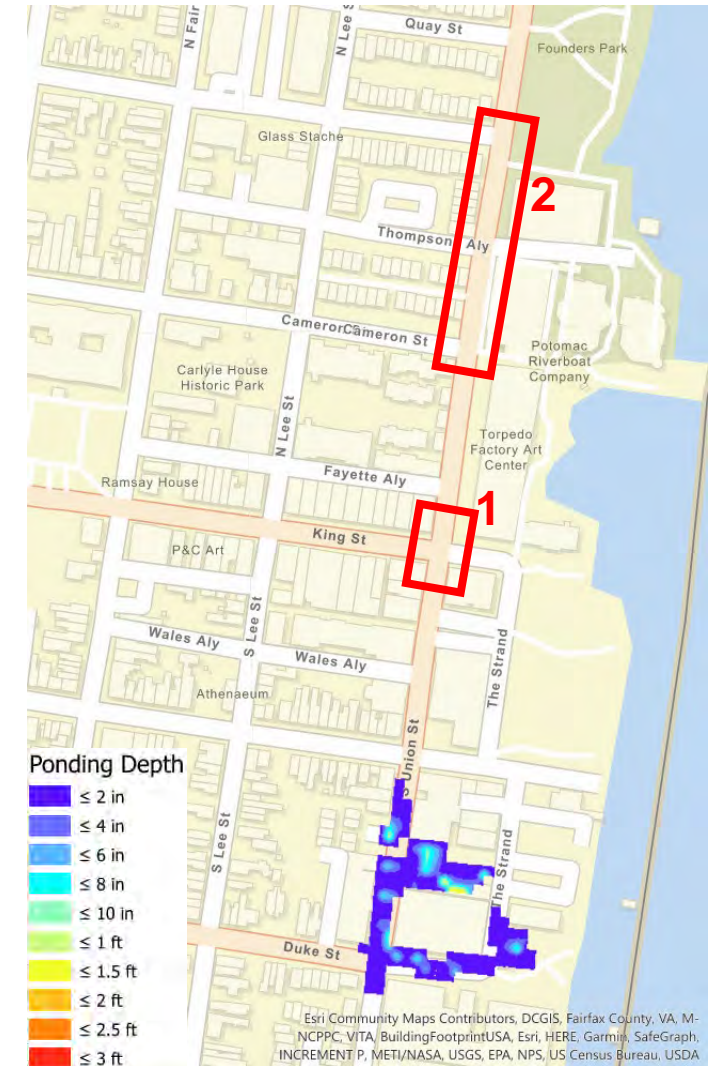 Quay St
N Fair
N Lee S
Founders Park
Glass Stache
2
Thompson Aly
Cameron S
Cameron St
Potomac
Riverboat
Company
Carlyle House
Historic Park
N Lee St
Torpedo
Factory Art
Center
Fayette Aly
Ramsay House
1
King St
P&C Art
S Lee St
Wales Aly
Wales Aly
The Strand
Athenaeum
S Union St
Ponding Depth
≤ 2 in
≤ 4 in
≤ 6 in
≤ 8 in
≤ 10 in
≤ 1 ft
≤ 1.5 ft
≤ 2 ft
≤ 2.5 ft
≤ 3 ft
S Lee St
The Strand
Duke St
Esri Community Maps Contributors, DCGIS, Fairfax County, VA, M-
NCPPC, VITA, BuildingFootprintUSA, Esri, HERE, Garmin, SafeGraph,
INCREMENT P, METI/NASA, USGS, EPA, NPS, US Census Bureau, USDA